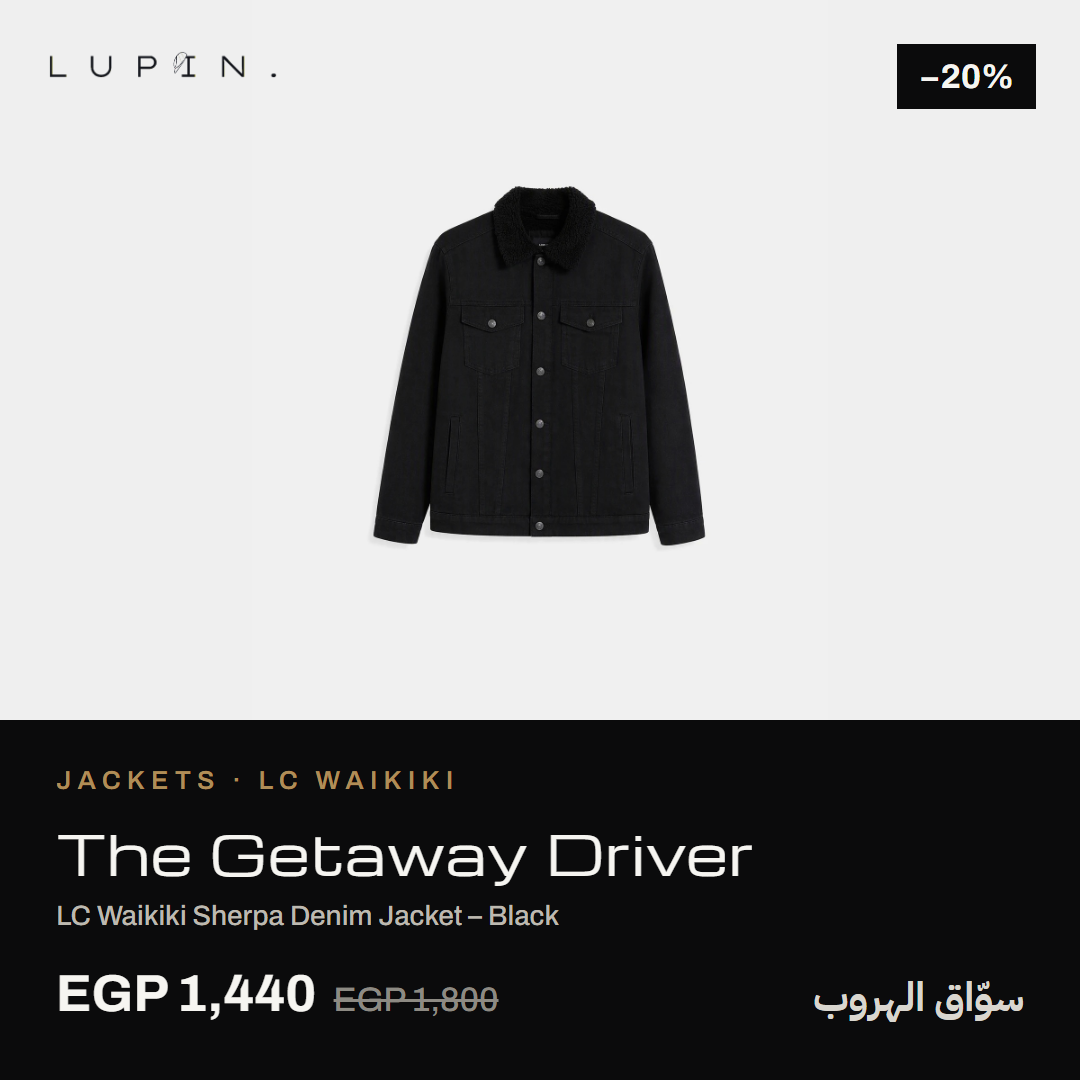 LUPIN.
–20%
JACKETS · LC WAIKIKI
The Getaway Driver
LC Waikiki Sherpa Denim Jacket – Black
EGP 1,440 EGP 1,800
سوّاق الهروب